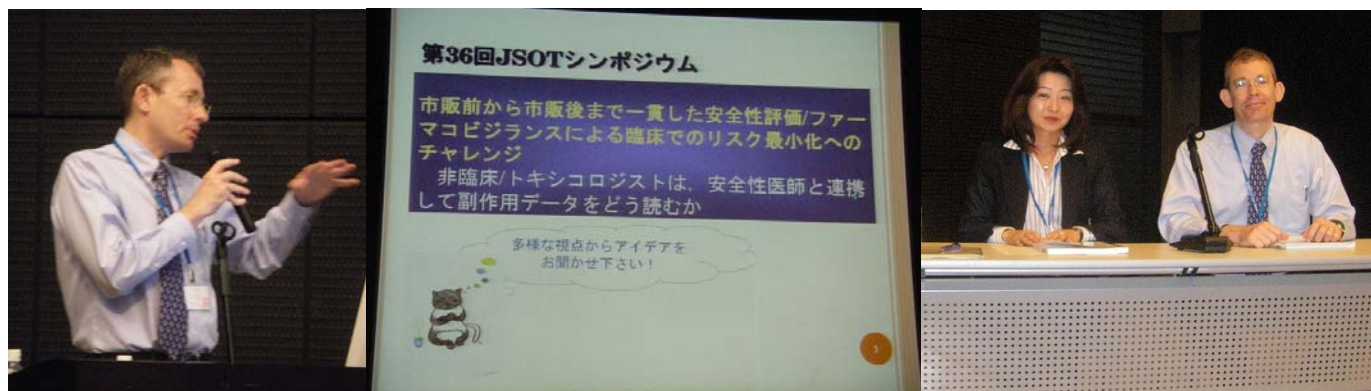 第36回JSOTシンポジウム
市販前から市販後まで一貫した安全性評価/ファー
マコビジランスによる臨床でのリスク最小化への
チャレンジ
非臨床/トキシコロジストは，安全性医師と連携
して副作用データをどう読むか
多様な視点からアイデアを
お聞かせ下さい！
3